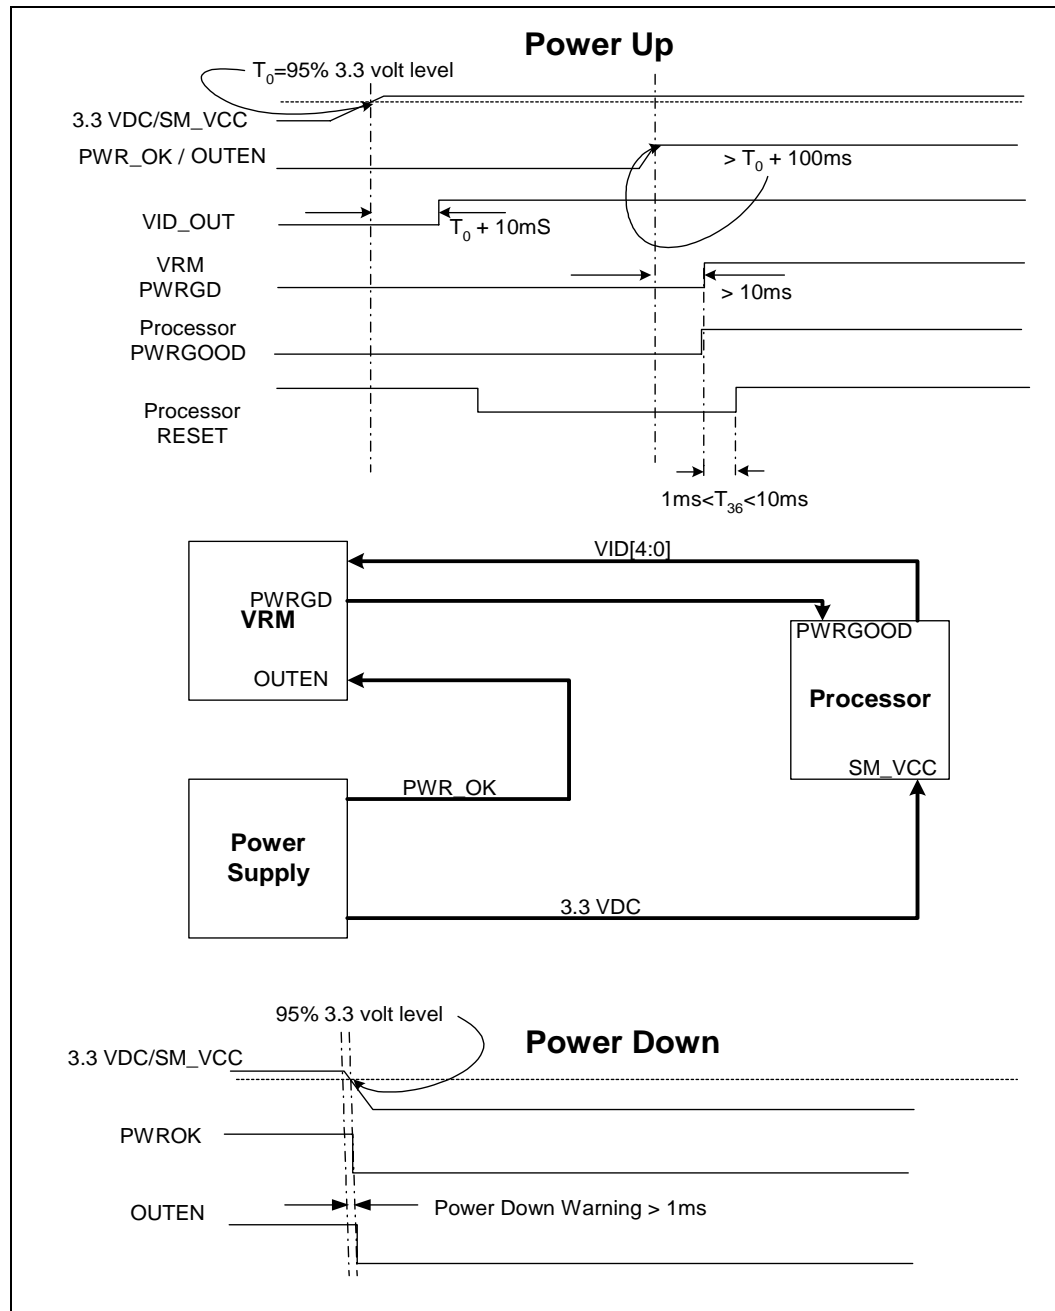 Power Up
T0=95% 3.3 volt level
3.3 VDC/SM_VCC
PWR_OK / OUTEN
> T0 + 100ms
VID_OUT
T0 + 10mS
VRM
PWRGD
> 10ms
Processor
PWRGOOD
Processor
RESET
1ms<T36<10ms
VID[4:0]
PWRGD
VRM
PWRGOOD
OUTEN
Processor
SM_VCC
PWR_OK
Power
Supply
3.3 VDC
95% 3.3 volt level
Power Down
3.3 VDC/SM_VCC
PWROK
OUTEN
Power Down Warning > 1ms